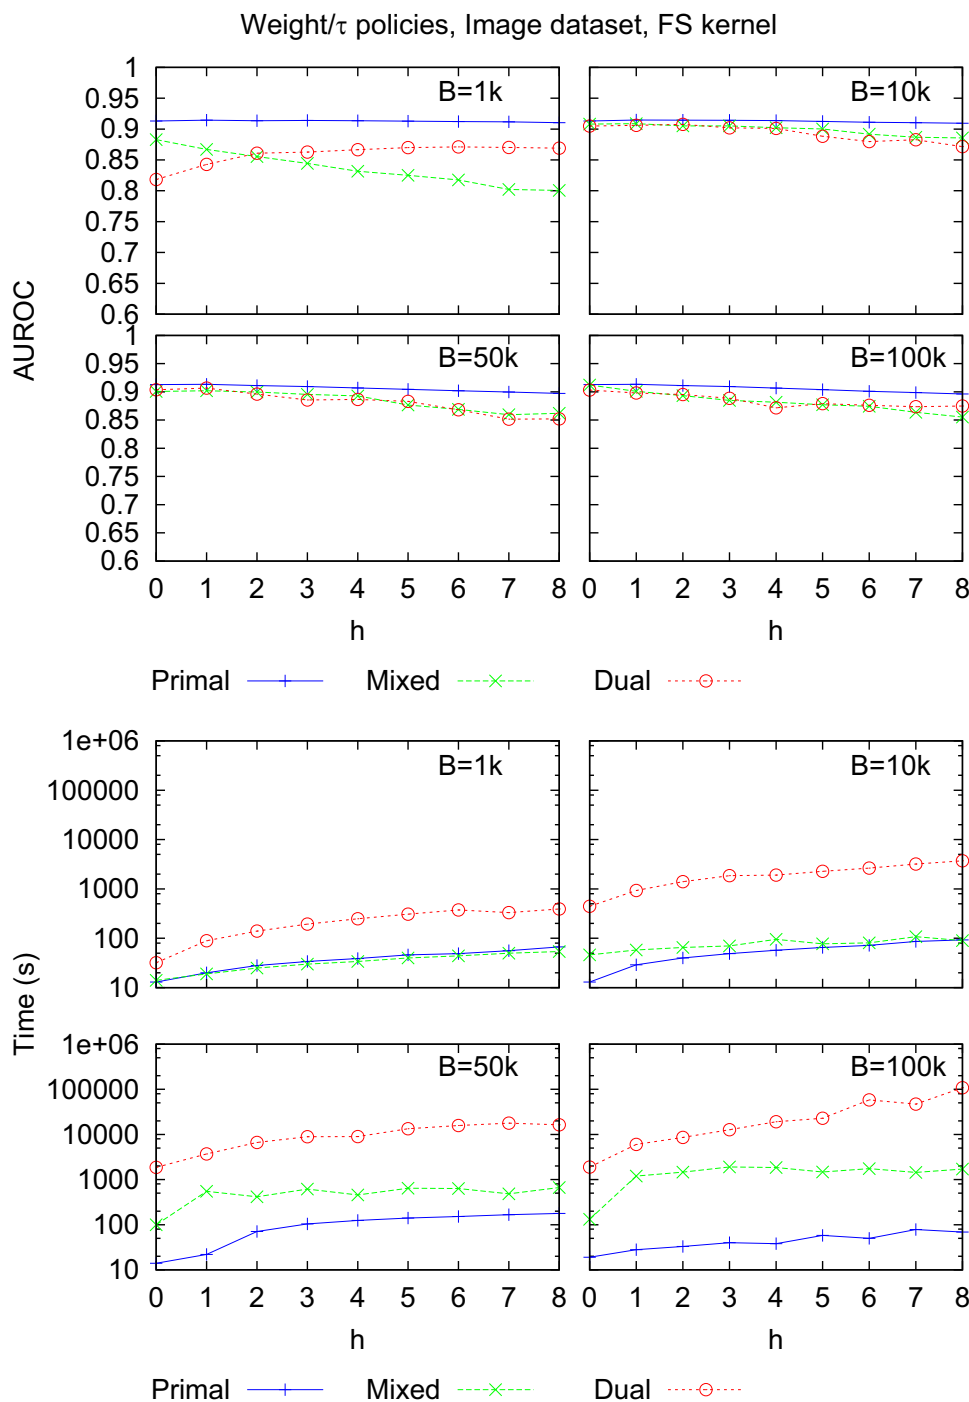 Weight/τ policies, Image dataset, FS kernel
AUROC
B=1k
1
0.95
0.9
0.85
0.8
0.75
0.7
0.65
0.6
B=10k
B=50k
1
0.95
0.9
0.85
0.8
0.75
0.7
0.65
0.6
0 1 2 3 4 5 6 7 8
h
B=100k
0 1 2 3 4 5 6 7 8
h
Primal Mixed Dual
Time (s)
B=1k
1e+06
100000
10000
1000
100
10
B=10k
B=50k
1e+06
100000
10000
1000
100
10
0 1 2 3 4 5 6 7 8
h
B=100k
0 1 2 3 4 5 6 7 8
h
Primal Mixed Dual